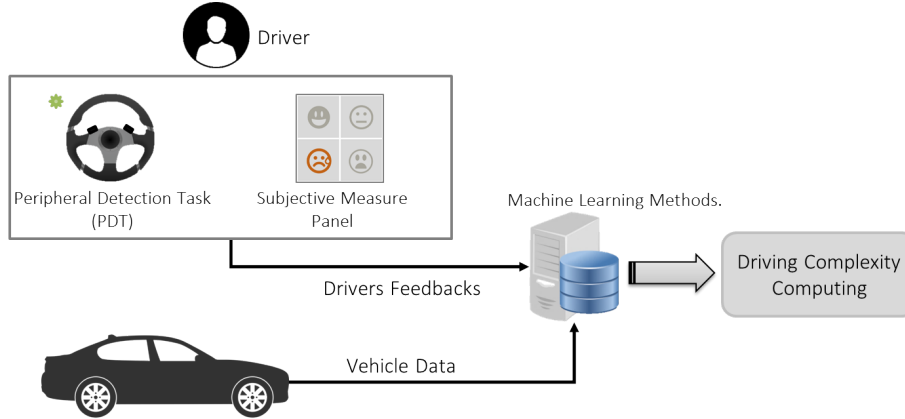 Driver
Peripheral Detection Task
(PDT)
Subjective Measure
Panel
Machine Learning Methods.
Drivers Feedbacks
Driving Complexity
Computing
Vehicle Data